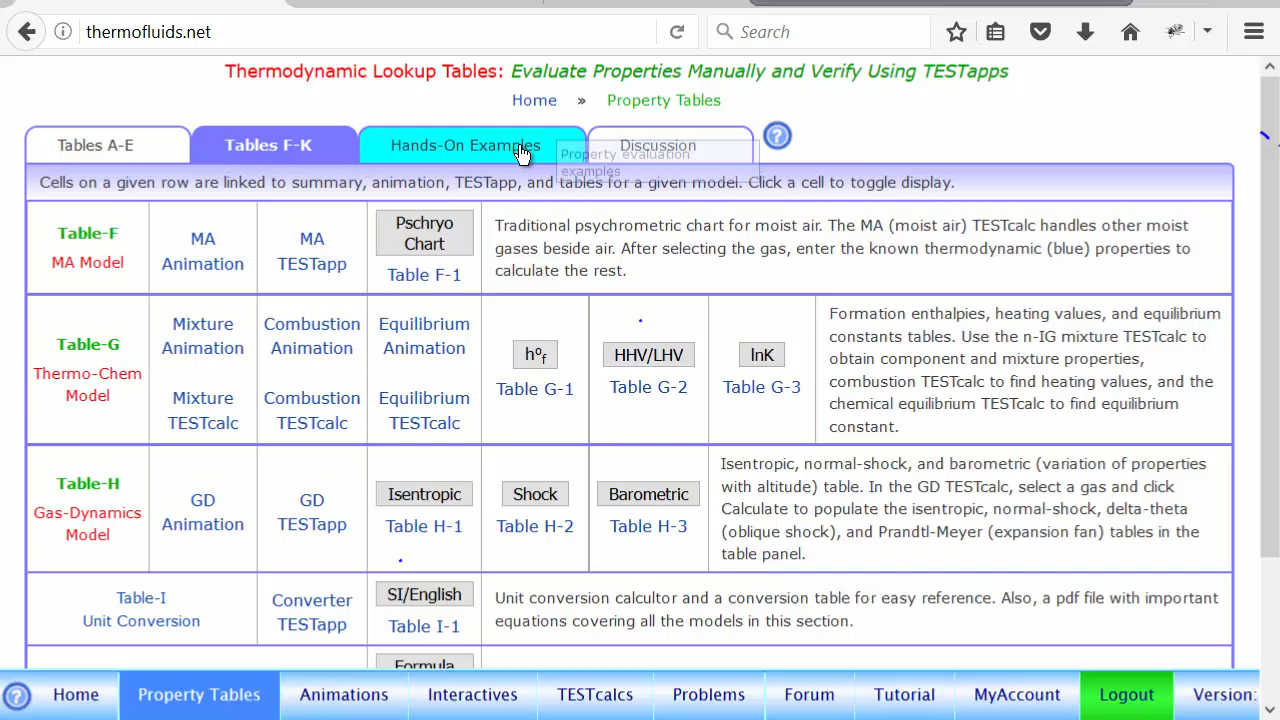 thermofluids.net
Search
Thermodynamic Lookup Tables: Evaluate Properties Manually and Verify Using TESTapps
Home » Property Tables
Tables A-E
Tables F-K
Hands-On Examples
Discussion
?
Property evaluation
examples
Cells on a given row are linked to summary, animation, TESTapp, and tables for a given model. Click a cell to toggle display.
Table-F
MA Model
MA
Animation
MA
TESTapp
Pschryo
Chart
Table F-1
Traditional psychrometric chart for moist air. The MA (moist air) TESTcalc handles other moist
gases beside air. After selecting the gas, enter the known thermodynamic (blue) properties to
calculate the rest.
Table-G
Thermo-Chem
Model
Mixture
Animation
Mixture
TESTcalc
Combustion
Animation
Combustion
TESTcalc
Equilibrium
Animation
Equilibrium
TESTcalc
hºf
Table G-1
HHV/LHV
Table G-2
lnK
Table G-3
Formation enthalpies, heating values, and equilibrium
constants tables. Use the n-IG mixture TESTcalc to
obtain component and mixture properties,
combustion TESTcalc to find heating values, and the
chemical equilibrium TESTcalc to find equilibrium
constant.
Table-H
Gas-Dynamics
Model
GD
Animation
GD
TESTapp
Isentropic
Table H-1
Shock
Table H-2
Barometric
Table H-3
Isentropic, normal-shock, and barometric (variation of properties
with altitude) table. In the GD TESTcalc, select a gas and click
Calculate to populate the isentropic, normal-shock, delta-theta
(oblique shock), and Prandtl-Meyer (expansion fan) tables in the
table panel.
Table-I
Unit Conversion
Converter
TESTapp
SI/English
Table I-1
Unit conversion calcultor and a conversion table for easy reference. Also, a pdf file with important
equations covering all the models in this section.
Formula
?
Home
Property Tables
Animations
Interactives
TESTcalcs
Problems
Forum
Tutorial
MyAccount
Logout
Version: